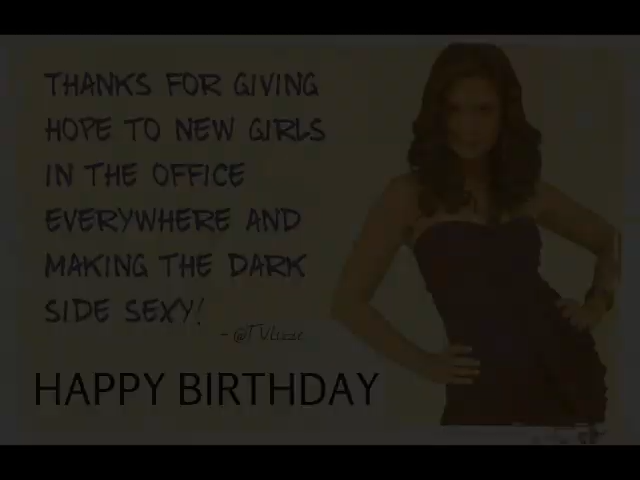 THANKS FOR GIVING
HOPE TO NEW GIRLS
IN THE OFFICE
EVERYWHERE AND
MAKING THE DARK
SIDE SEXY!
- @TVLizzie
HAPPY BIRTHDAY